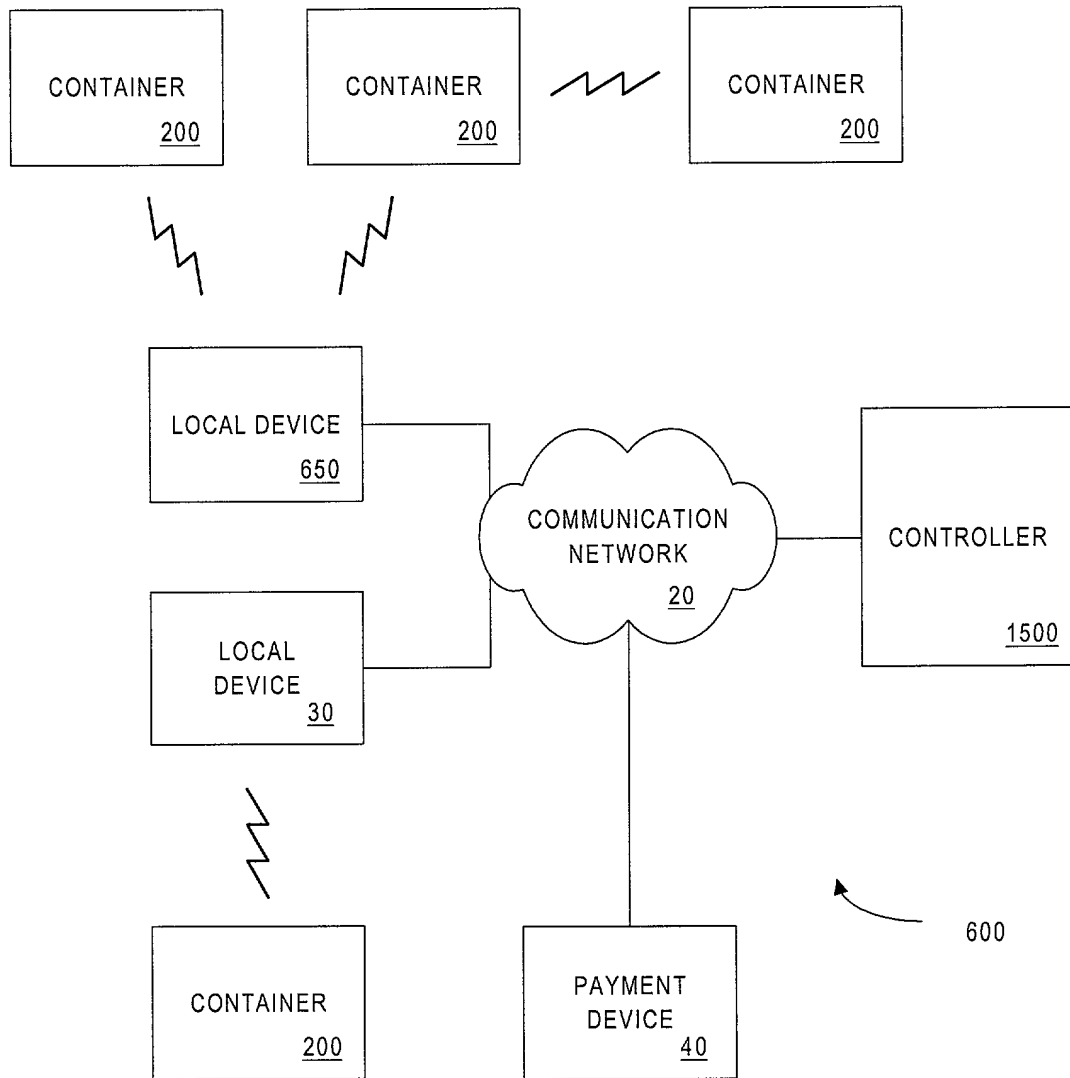 CONTAINER
200
CONTAINER
200
CONTAINER
200
LOCAL DEVICE
650
COMMUNICATION
NETWORK
20
CONTROLLER
1500
LOCAL
DEVICE
30
600
CONTAINER
200
PAYMENT
DEVICE
40